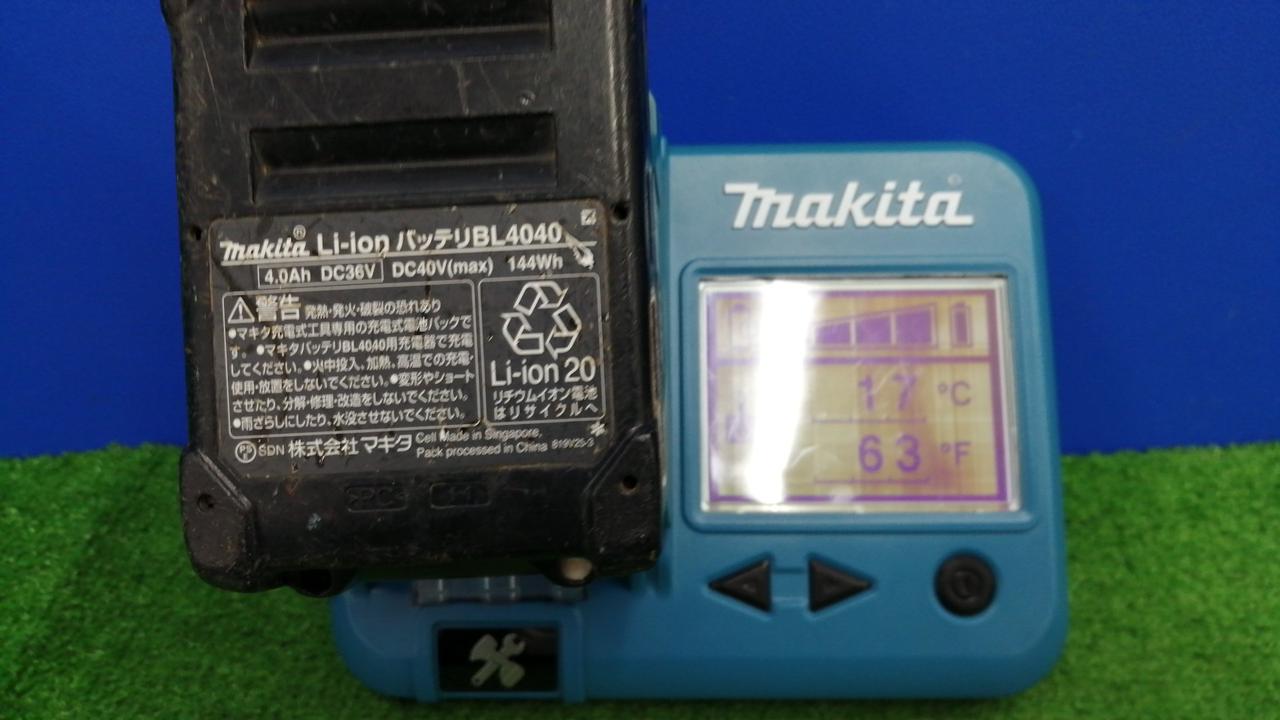 makita® Li-ion バッテリBL4040
4.0Ah DC36V DC40V(max) 144Wh
警告 発熱・発火・破裂の恐れあり
●マキタ充電式工具専用の充電式電池パックで
す。●マキタバッテリBL4040用充電器で充電
してください。●火中投入、加熱、高温での充電・
使用・放置をしないでください。●変形やショート
させたり、分解・修理・改造をしないでください。
●雨ざらしにしたり、水没させないでください。
Li-ion 20
リチウムイオン電池
はリサイクルへ
PS E SDN 株式会社マキタ
Cell Made in Singapore,
Pack processed in China 819V25-3
makita
17 °C
63 °F